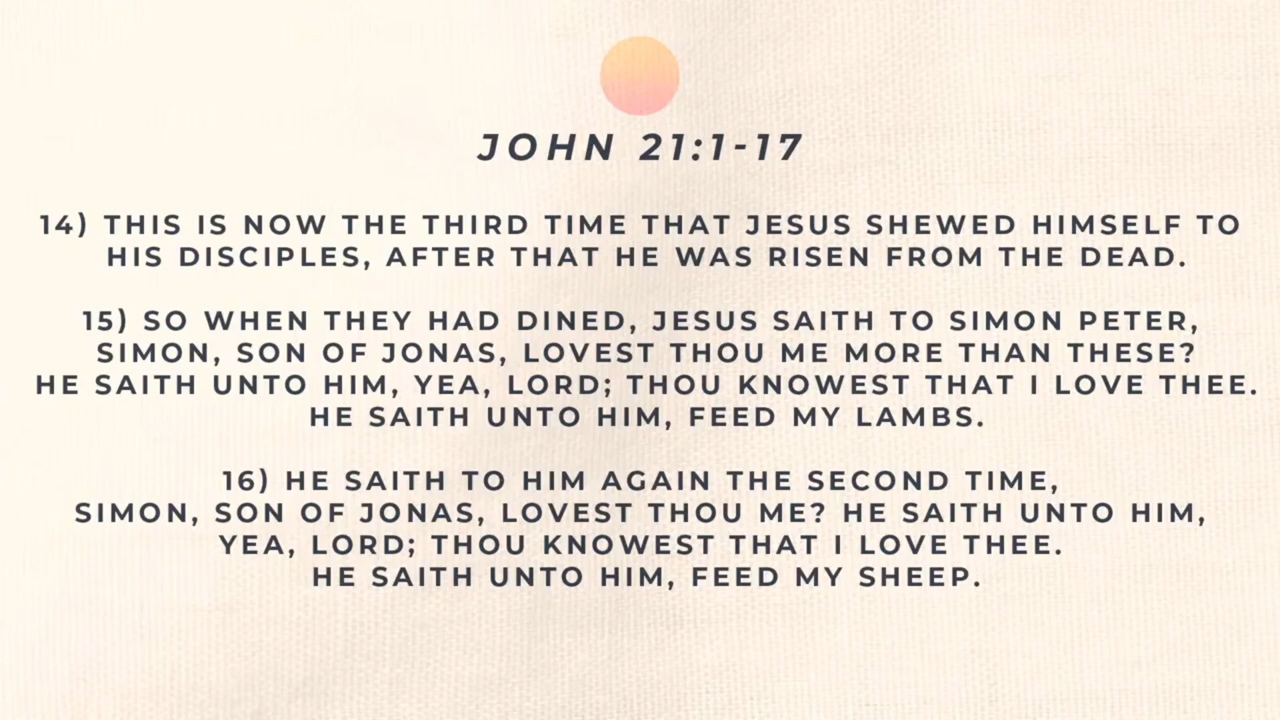 JOHN 21:1-17
14) THIS IS NOW THE THIRD TIME THAT JESUS SHEWED HIMSELF TO
HIS DISCIPLES, AFTER THAT HE WAS RISEN FROM THE DEAD.
15) SO WHEN THEY HAD DINED, JESUS SAITH TO SIMON PETER,
SIMON, SON OF JONAS, LOVEST THOU ME MORE THAN THESE?
HE SAITH UNTO HIM, YEA, LORD; THOU KNOWEST THAT I LOVE THEE.
HE SAITH UNTO HIM, FEED MY LAMBS.
16) HE SAITH TO HIM AGAIN THE SECOND TIME,
SIMON, SON OF JONAS, LOVEST THOU ME? HE SAITH UNTO HIM,
YEA, LORD; THOU KNOWEST THAT I LOVE THEE.
HE SAITH UNTO HIM, FEED MY SHEEP.